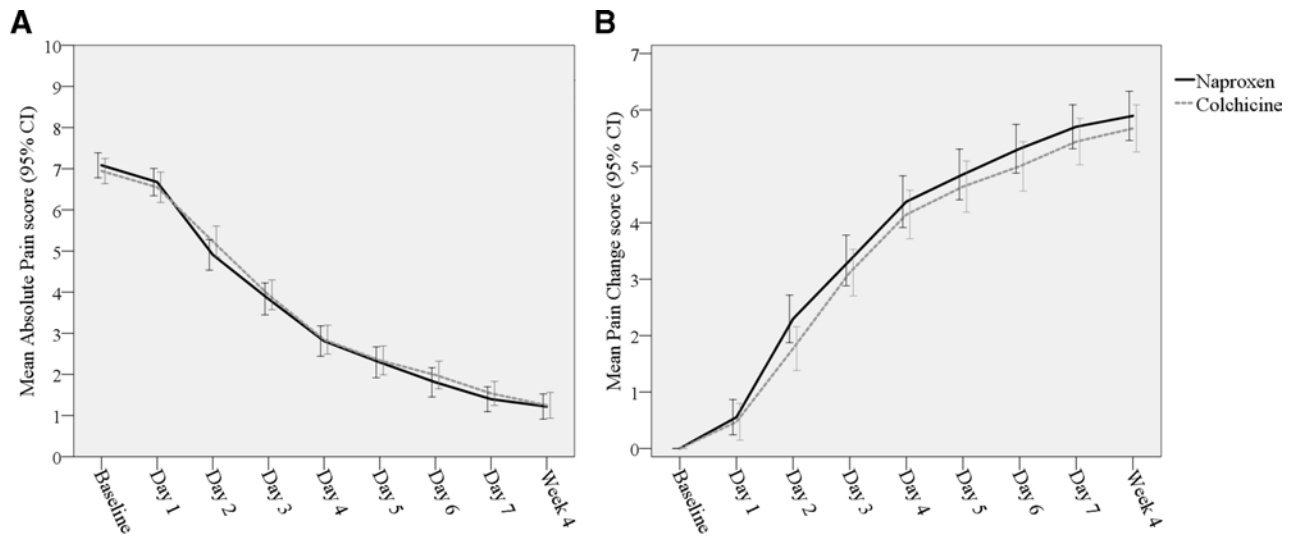 A
Mean Absolute Pain score (95% CI)
10
9
8
7
6
5
4
3
2
1
0
Baseline
Day 1
Day 2
Day 3
Day 4
Day 5
Day 6
Day 7
Week 4
B
Mean Pain Change score (95% CI)
7
6
5
4
3
2
1
0
Baseline
Day 1
Day 2
Day 3
Day 4
Day 5
Day 6
Day 7
Week 4
Naproxen
Colchicine